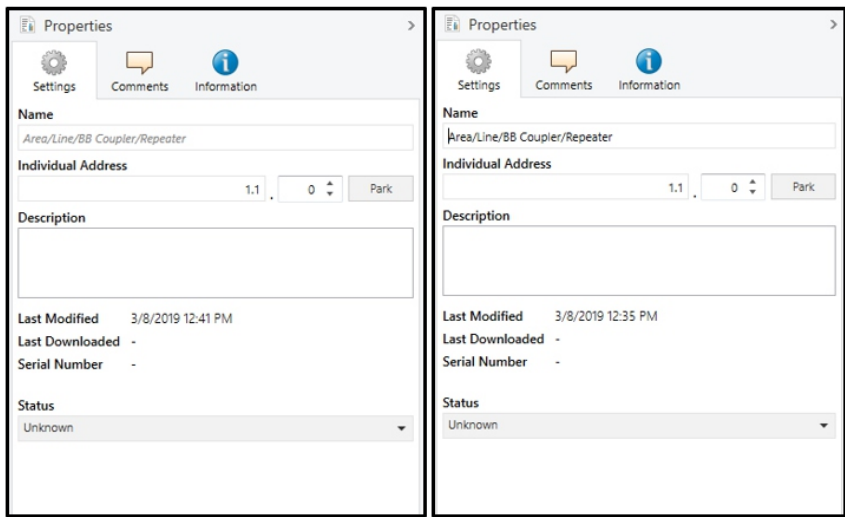 Properties
Settings Comments Information
Name
Area/Line/BB Coupler/Repeater
Individual Address
1.1 . 0 Park
Description
Last Modified 3/8/2019 12:41 PM
Last Downloaded -
Serial Number -
Status
Unknown
Properties
Settings Comments Information
Name
Area/Line/BB Coupler/Repeater
Individual Address
1.1 . 0 Park
Description
Last Modified 3/8/2019 12:35 PM
Last Downloaded -
Serial Number -
Status
Unknown